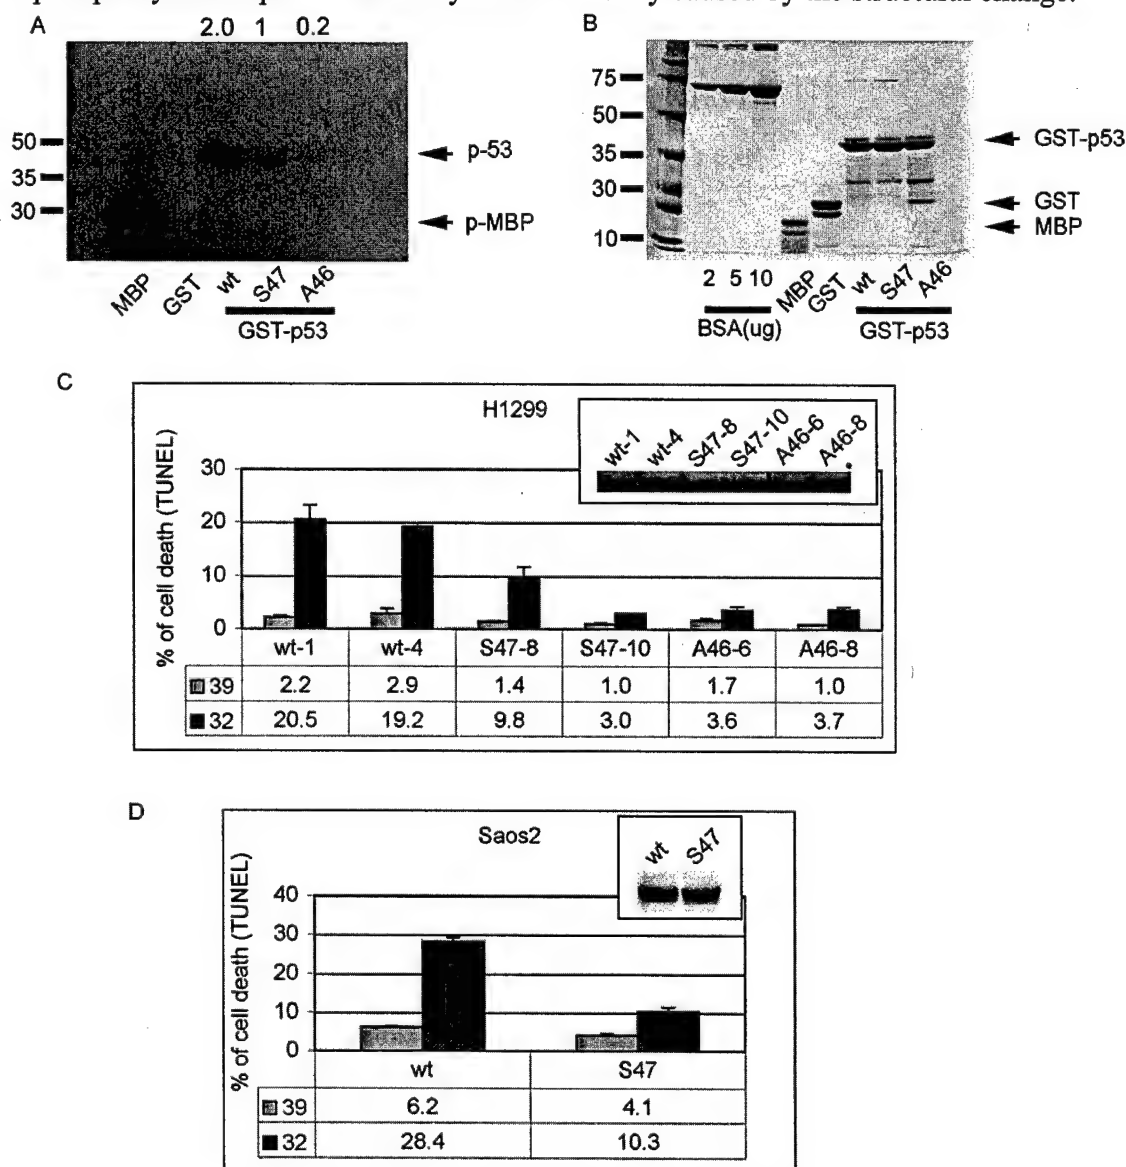 caused by the structural change.
A 2.0 1 0.2
50
35
30
p-53
p-MBP
MBP GST wt S47 A46
GST-p53
B
75
50
35
30
10
GST-p53
GST
MBP
2 5 10 MBP GST wt S47 A46
BSA(ug) GST-p53
C
H1299
wt-1 wt-4 S47-8 S47-10 A46-6 A46-8
% of cell death (TUNEL)
30
20
10
0
wt-1 wt-4 S47-8 S47-10 A46-6 A46-8
39 2.2 2.9 1.4 1.0 1.7 1.0
32 20.5 19.2 9.8 3.0 3.6 3.7
D
Saos2
wt S47
% of cell death (TUNEL)
40
30
20
10
0
wt S47
39 6.2 4.1
32 28.4 10.3